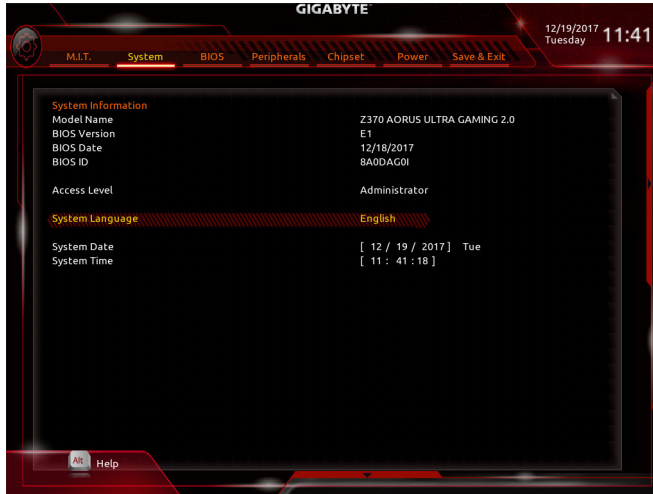 GIGABYTE
12/19/2017 Tuesday 11:41
M.I.T. System BIOS Peripherals Chipset Power Save & Exit
System Information
Model Name Z370 AORUS ULTRA GAMING 2.0
BIOS Version E1
BIOS Date 12/18/2017
BIOS ID 8A0DAG0I
Access Level Administrator
System Language English
System Date [ 12 / 19 / 2017 ] Tue
System Time [ 11 : 41 : 18 ]
Alt Help